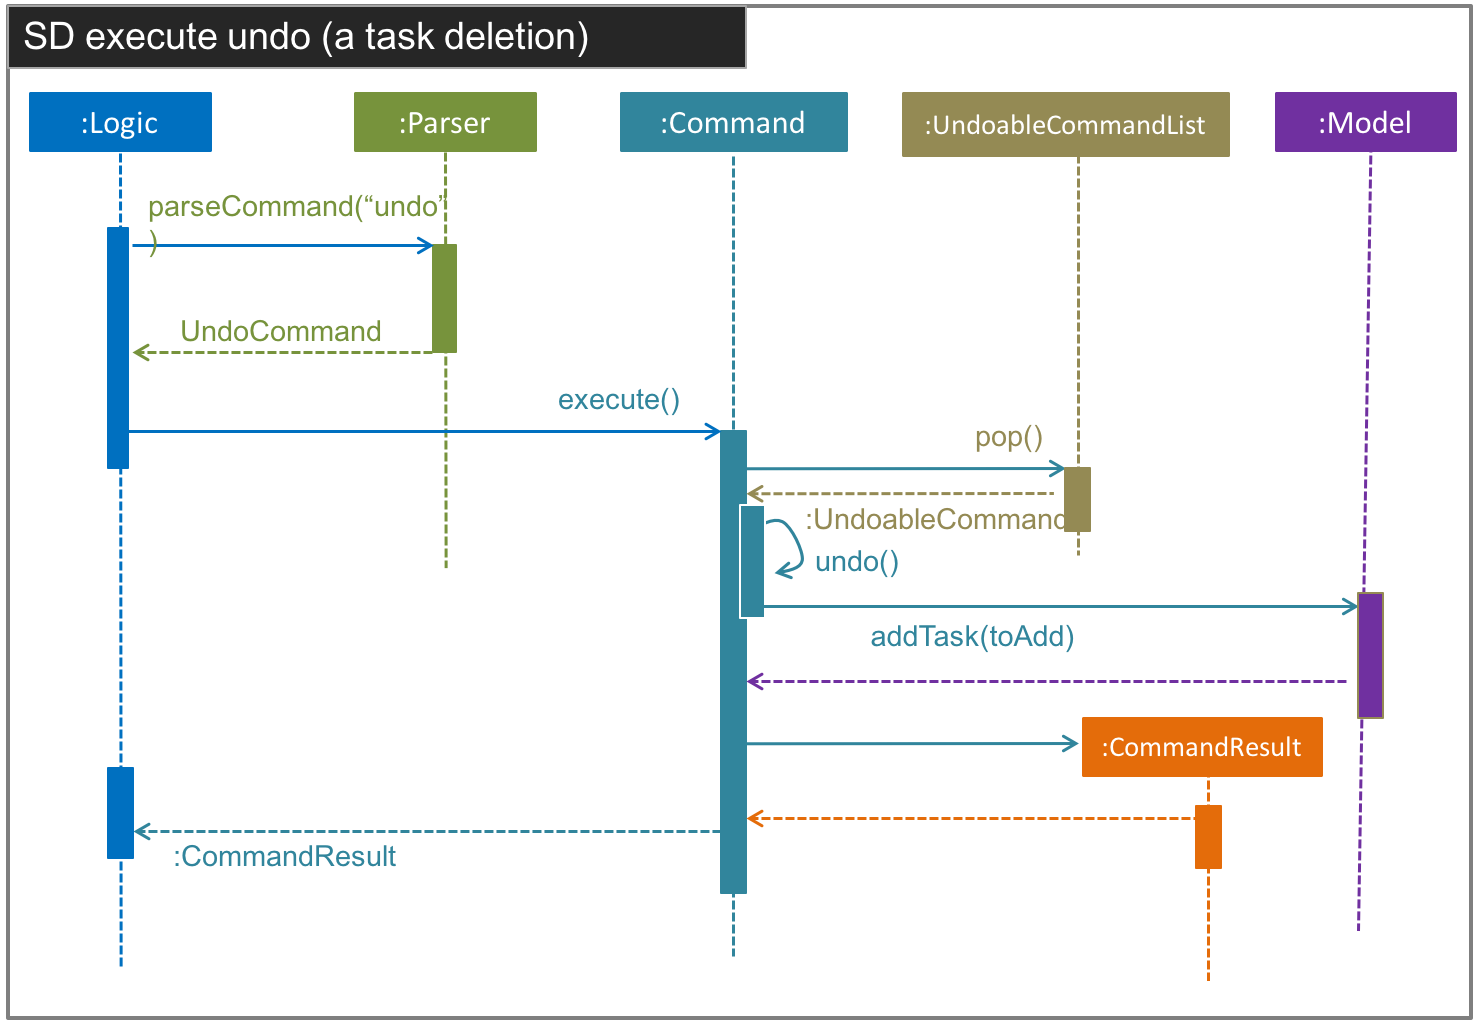 SD execute undo (a task deletion)
:Logic
:Parser
:Command
:UndoableCommandList
:Model
parseCommand(“undo”
)
UndoCommand
execute()
pop()
:UndoableCommand
undo()
addTask(toAdd)
:CommandResult
:CommandResult